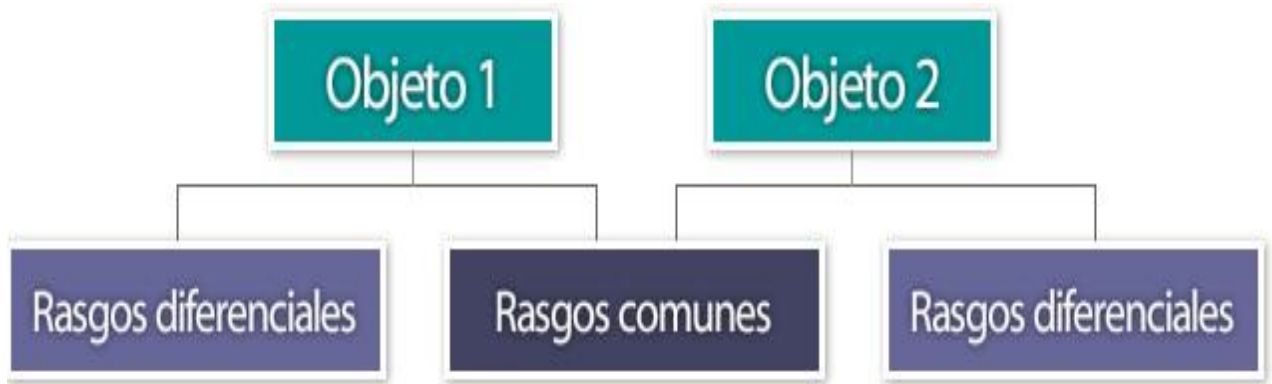 Objeto 1
Objeto 2
Rasgos diferenciales
Rasgos comunes
Rasgos diferenciales